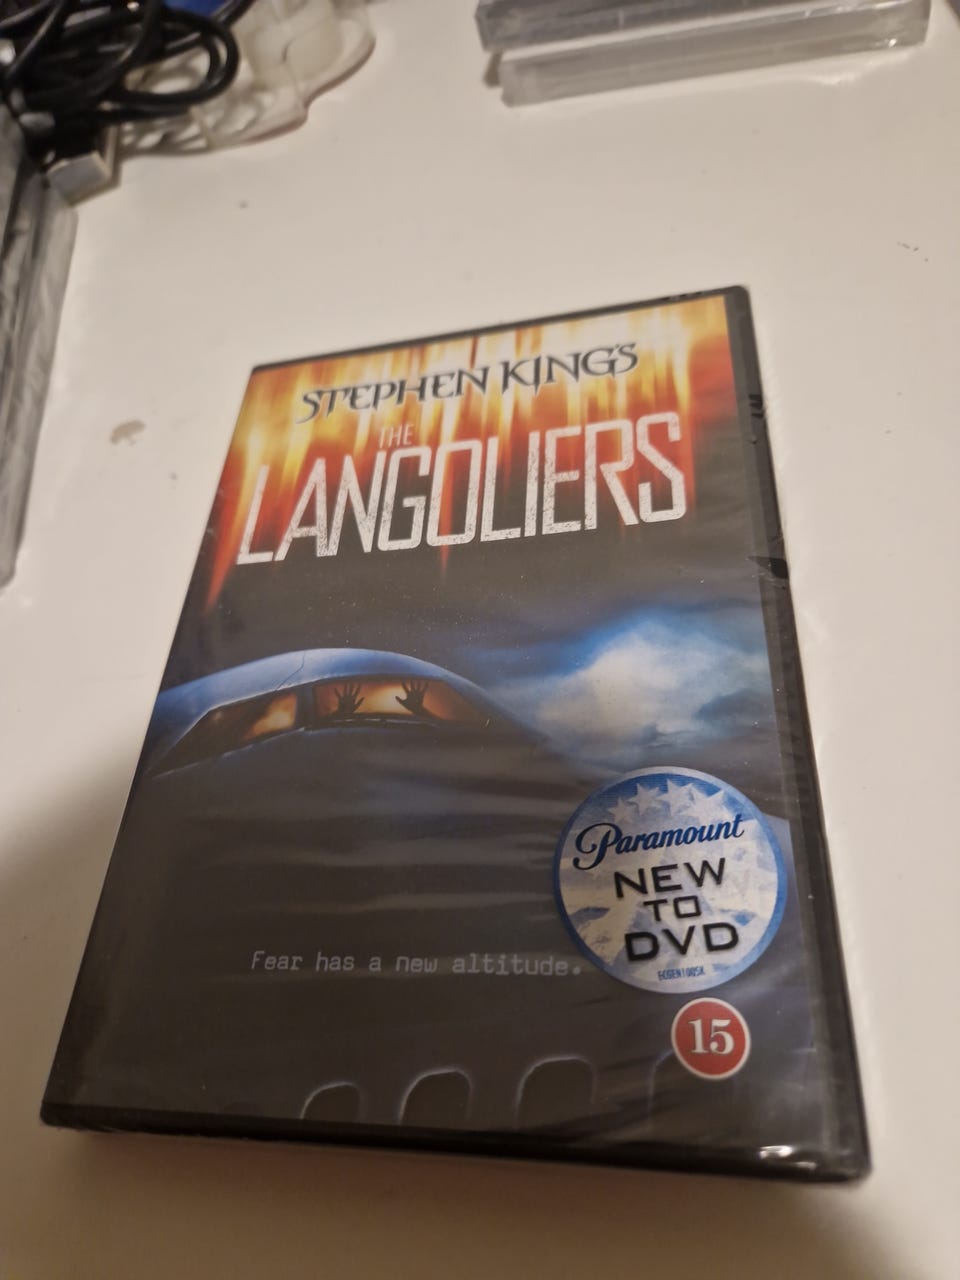 STEPHEN KING'S
THE
LANGOLIERS
Paramount
NEW
TO
DVD
Fear has a new altitude.
15